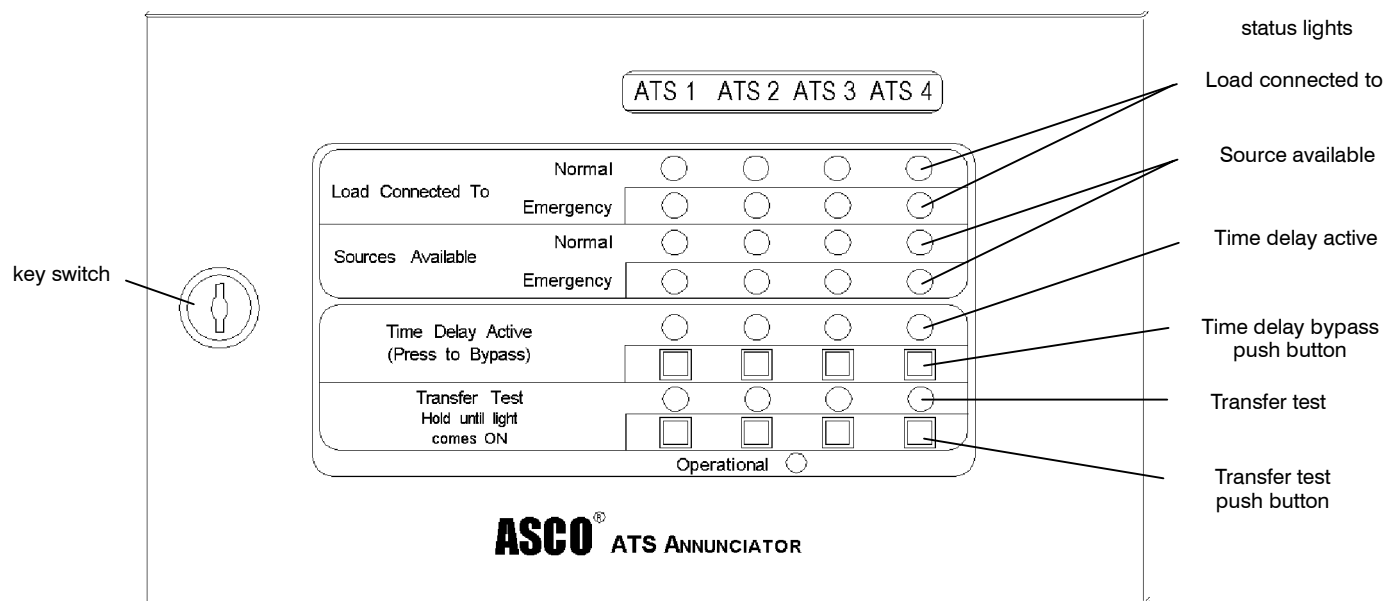 status lights
ATS 1 ATS 2 ATS 3 ATS 4
Load connected to
Normal
Load Connected To
Emergency
Source available
Normal
Sources Available
Emergency
Time delay active
key switch
Time Delay Active
(Press to Bypass)
Time delay bypass
push button
Transfer Test
Hold until light
comes ON
Transfer test
Operational
Transfer test
push button
ASCO® ATS ANNUNCIATOR